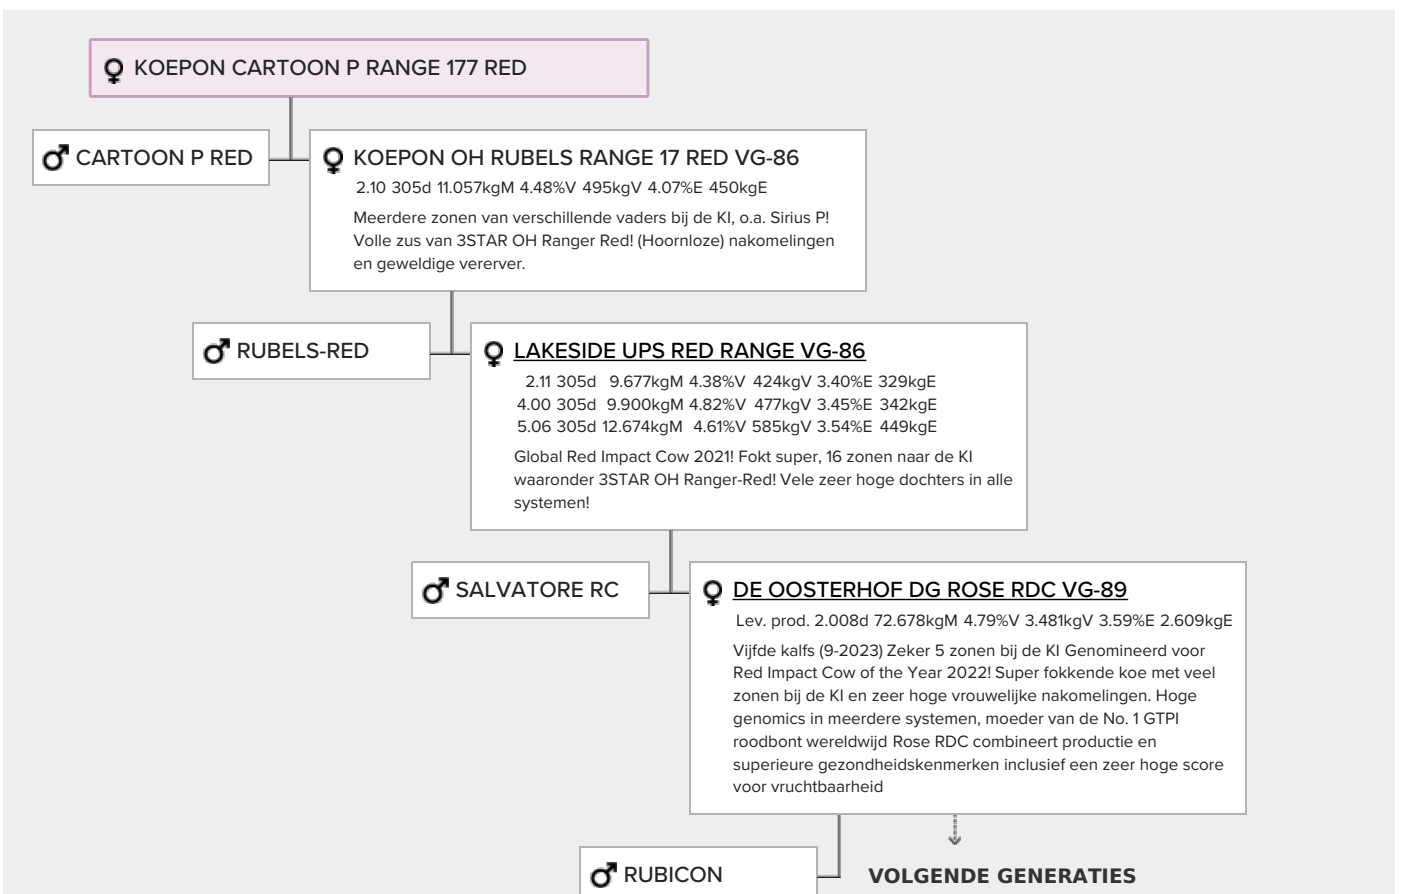 KOEPON CARTOON P RANGE 177 RED
CARTOON P RED
KOEPON OH RUBELS RANGE 17 RED VG-86
2.10 305d 11.057kgM 4.48%V 495kgV 4.07%E 450kgE
Meerdere zonen van verschillende vaders bij de KI, o.a. Sirius P!
Volle zus van 3STAR OH Ranger Red! (Hoornloze) nakomelingen
en geweldige vererver.
RUBELS-RED
LAKESIDE UPS RED RANGE VG-86
2.11 305d 9.677kgM 4.38%V 424kgV 3.40%E 329kgE
4.00 305d 9.900kgM 4.82%V 477kgV 3.45%E 342kgE
5.06 305d 12.674kgM 4.61%V 585kgV 3.54%E 449kgE
Global Red Impact Cow 2021! Fokt super, 16 zonen naar de KI
waaronder 3STAR OH Ranger-Red! Vele zeer hoge dochters in alle
systemen!
SALVATORE RC
DE OOSTERHOF DG ROSE RDC VG-89
Lev. prod. 2.008d 72.678kgM 4.79%V 3.481kgV 3.59%E 2.609kgE
Vijfde kalfs (9-2023) Zeker 5 zonen bij de KI Genomineerd voor
Red Impact Cow of the Year 2022! Super fokkende koe met veel
zonen bij de KI en zeer hoge vrouwelijke nakomelingen. Hoge
genomics in meerdere systemen, moeder van de No. 1 GTPI
roodbont wereldwijd Rose RDC combineert productie en
superieure gezondheidskenmerken inclusief een zeer hoge score
voor vruchtbaarheid
RUBICON
VOLGENDE GENERATIES